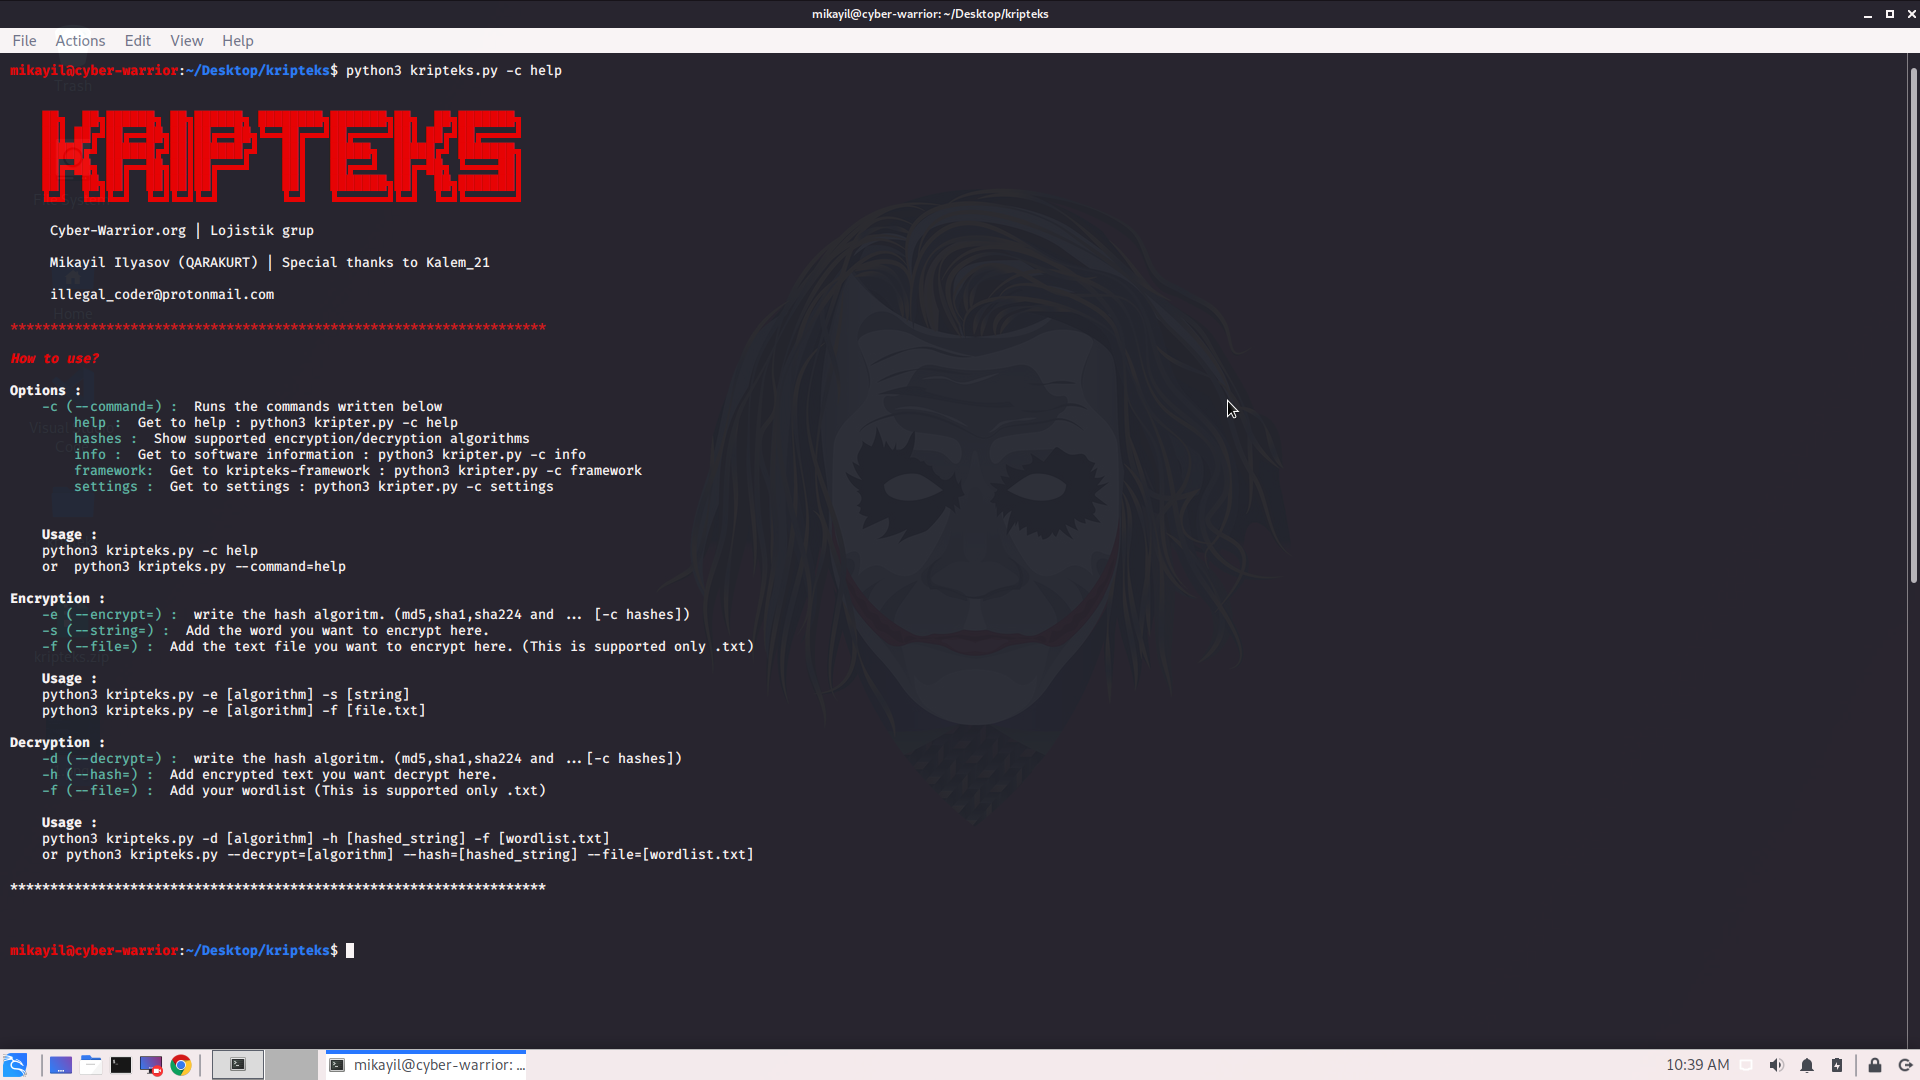 mikayil@cyber-warrior: ~/Desktop/kripteks
File Actions Edit View Help
mikayil@cyber-warrior:~/Desktop/kripteks$ python3 kripteks.py -c help
KRIPTEKS
Cyber-Warrior.org | Lojistik grup
Mikayil Ilyasov (QARAKURT) | Special thanks to Kalem_21
illegal_coder@protonmail.com
*******************************************************************
How to use?
Options :
-c (--command=) : Runs the commands written below
help : Get to help : python3 kripter.py -c help
hashes : Show supported encryption/decryption algorithms
info : Get to software information : python3 kripter.py -c info
framework: Get to kripteks-framework : python3 kripter.py -c framework
settings : Get to settings : python3 kripter.py -c settings
Usage :
python3 kripteks.py -c help
or python3 kripteks.py --command=help
Encryption :
-e (--encrypt=) : write the hash algoritm. (md5,sha1,sha224 and ... [-c hashes])
-s (--string=) : Add the word you want to encrypt here.
-f (--file=) : Add the text file you want to encrypt here. (This is supported only .txt)
Usage :
python3 kripteks.py -e [algorithm] -s [string]
python3 kripteks.py -e [algorithm] -f [file.txt]
Decryption :
-d (--decrypt=) : write the hash algoritm. (md5,sha1,sha224 and ...[-c hashes])
-h (--hash=) : Add encrypted text you want decrypt here.
-f (--file=) : Add your wordlist (This is supported only .txt)
Usage :
python3 kripteks.py -d [algorithm] -h [hashed_string] -f [wordlist.txt]
or python3 kripteks.py --decrypt=[algorithm] --hash=[hashed_string] --file=[wordlist.txt]
*******************************************************************
mikayil@cyber-warrior:~/Desktop/kripteks$
mikayil@cyber-warrior: ...
10:39 AM